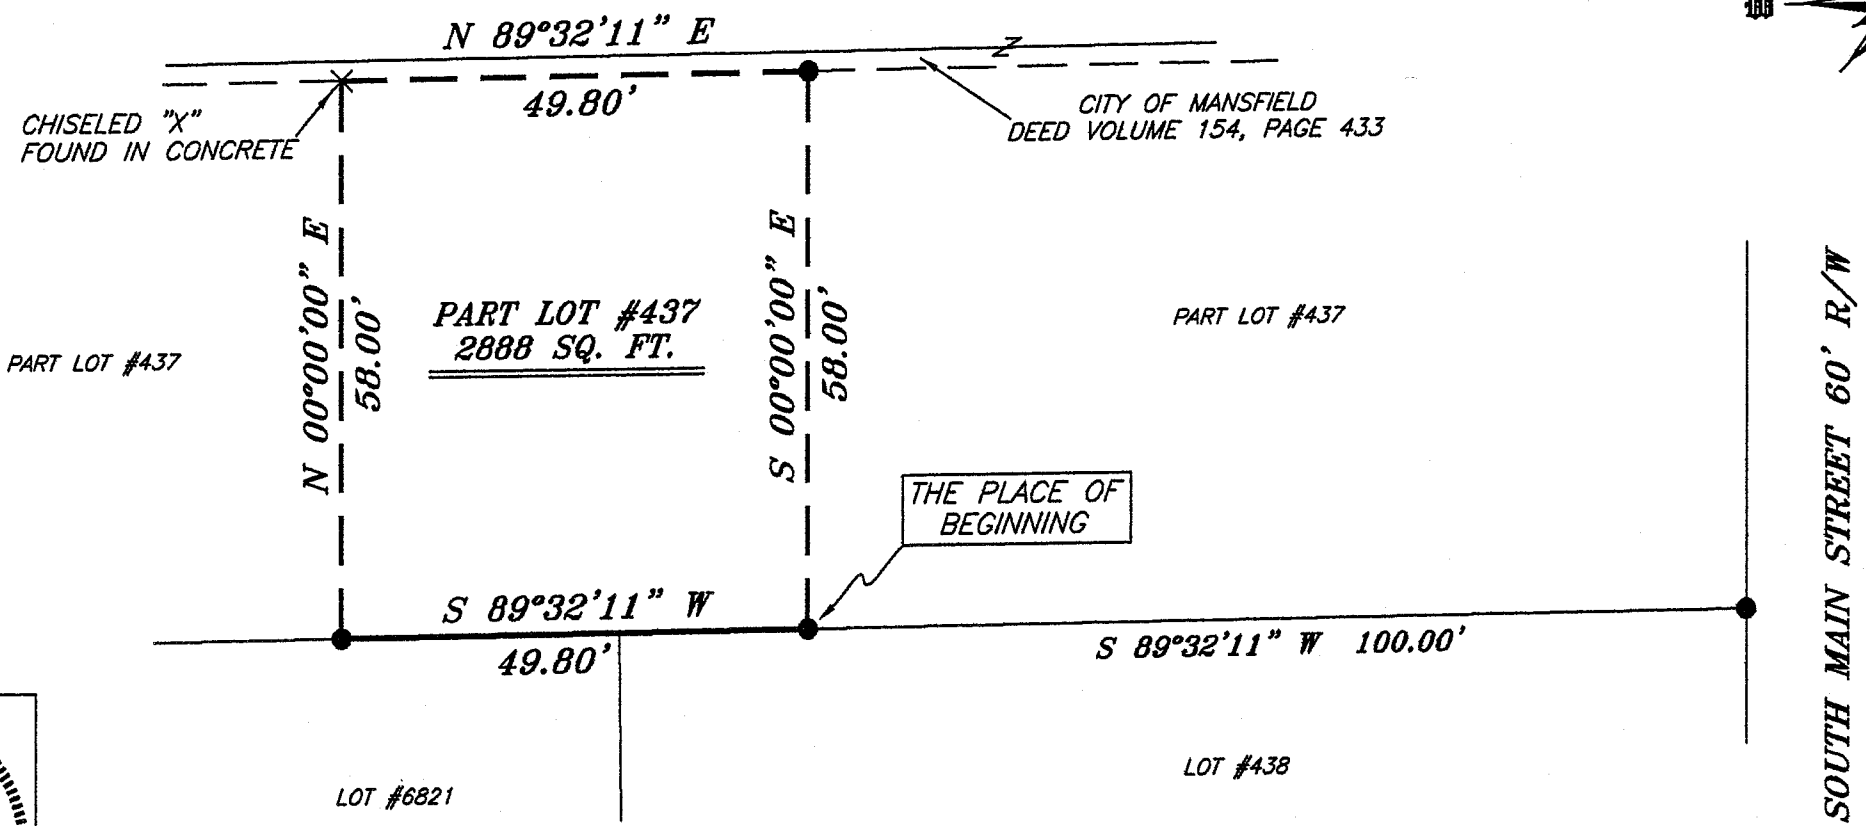 N 89°32'11" E
49.80'
CHISELED "X"
FOUND IN CONCRETE
CITY OF MANSFIELD
DEED VOLUME 154, PAGE 433
N 00°00'00" E
58.00'
PART LOT #437
2888 SQ. FT.
S 00°00'00" E
58.00'
PART LOT #437
PART LOT #437
THE PLACE OF
BEGINNING
S 89°32'11" W
49.80'
S 89°32'11" W 100.00'
SOUTH MAIN STREET 60' R/W
LOT #6821
LOT #438